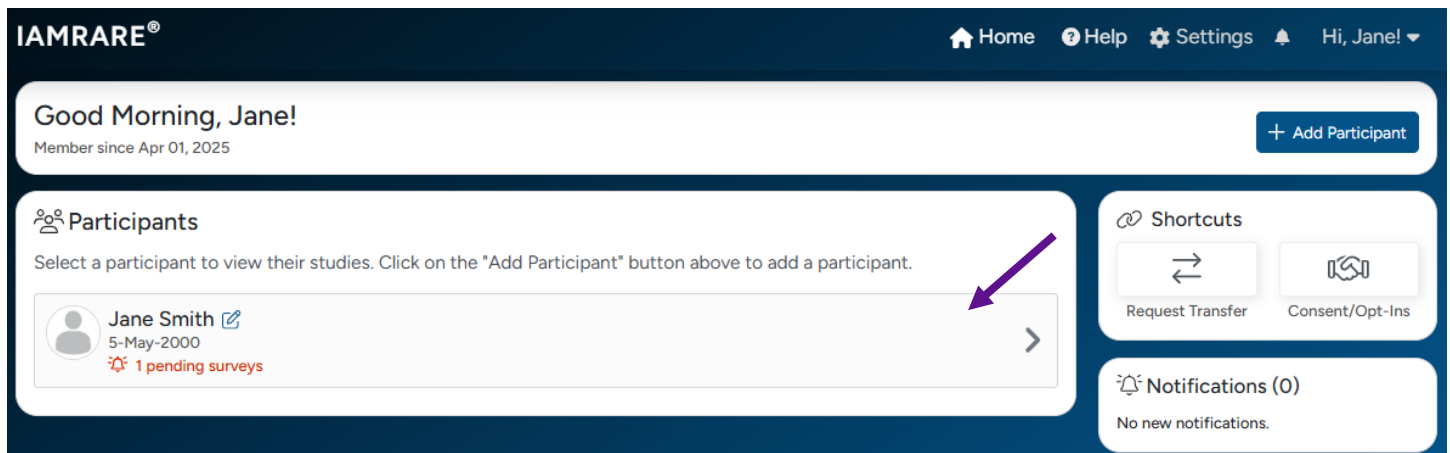 IAMRARE®
Home
Help
Settings
Hi, Jane!
Good Morning, Jane!
Member since Apr 01, 2025
+ Add Participant
Participants
Select a participant to view their studies. Click on the "Add Participant" button above to add a participant.
Jane Smith
5-May-2000
1 pending surveys
Shortcuts
Request Transfer
Consent/Opt-Ins
Notifications (0)
No new notifications.